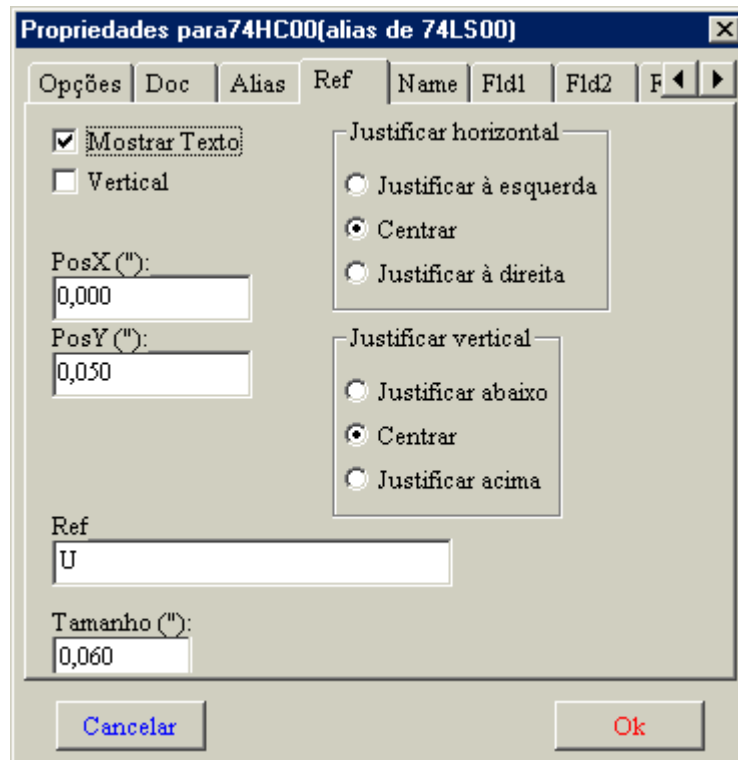 Propriedades para74HC00(alias de 74LS00)
Opções Doc Alias Ref Name Fld1 Fld2 F
Mostrar Texto
Vertical
PosX ("):
0,000
PosY ("):
0,050
Justificar horizontal
Justificar à esquerda
Centrar
Justificar à direita
Justificar vertical
Justificar abaixo
Centrar
Justificar acima
Ref
U
Tamanho ("):
0,060
Cancelar Ok